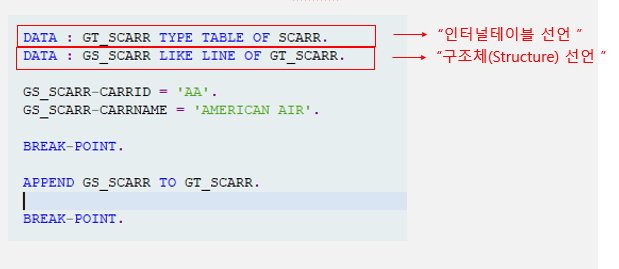 DATA : GT_SCARR TYPE TABLE OF SCARR.
“인터널테이블 선언 ”
DATA : GS_SCARR LIKE LINE OF GT_SCARR.
“구조체(Structure) 선언 ”
GS_SCARR-CARRID = 'AA'.
GS_SCARR-CARRNAME = 'AMERICAN AIR'.
BREAK-POINT.
APPEND GS_SCARR TO GT_SCARR.
BREAK-POINT.